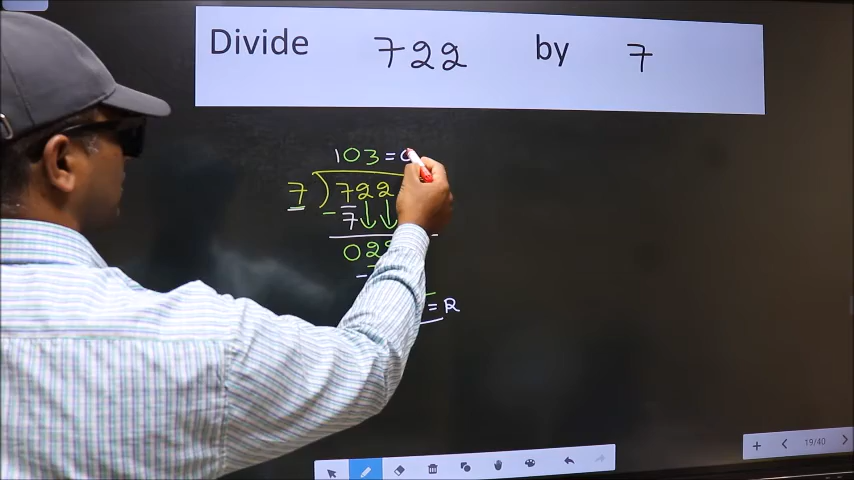 Divide 722 by 7
103 =
7 ) 722
- 7
022
= R
19/40